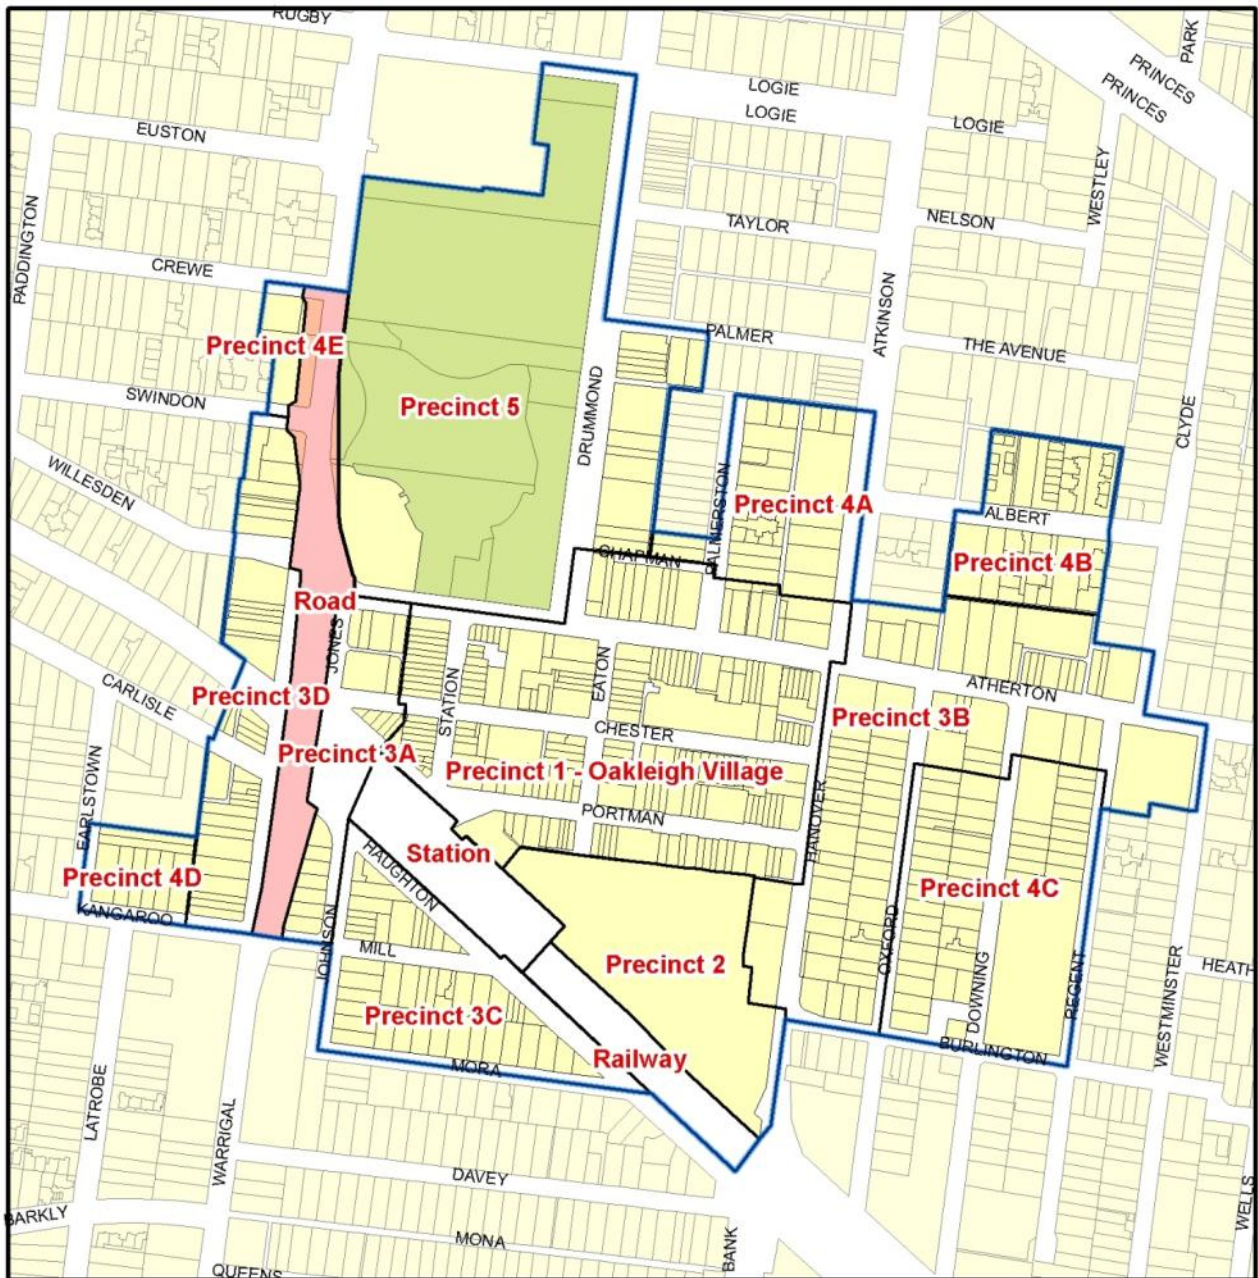 RUGBY
PARK
PRINCES
PRINCES
LOGIE
LOGIE
LOGIE
EUSTON
WESTLEY
PADDINGTON
TAYLOR
NELSON
CREWE
ATKINSON
PALMER
THE AVENUE
Precinct 4E
SWINDON
Precinct 5
DRUMMOND
CLYDE
WILLESDEN
PALMERSTON
Precinct 4A
ALBERT
CHAPMAN
Precinct 4B
Road
JONES
EATON
STATION
CARLISLE
Precinct 3D
ATHERTON
Precinct 3B
CHESTER
Precinct 3A
Precinct 1 - Oakleigh Village
EARLSTOWN
PORTMAN
HANOVER
Station
HAUGHTON
Precinct 4D
Precinct 4C
KANGAROO
JOHNSON
MILL
OXFORD
Precinct 2
HEATH
DOWNING
REGENT
WESTMINSTER
Precinct 3C
BURLINGTON
Railway
MORA
LATROBE
WARRIGAL
DAVEY
WELLS
BARKLY
MONA
BANK
QUEENS